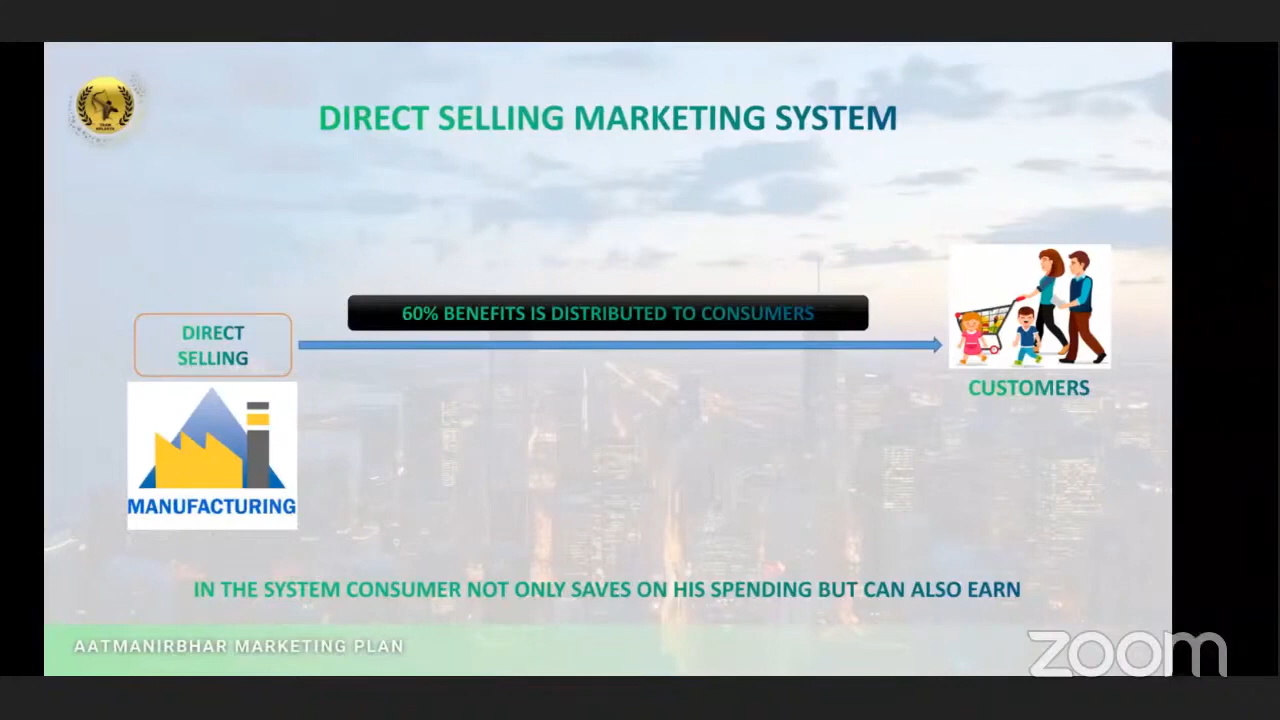 DIRECT SELLING MARKETING SYSTEM
60% BENEFITS IS DISTRIBUTED TO CONSUMERS
DIRECT
SELLING
CUSTOMERS
MANUFACTURING
IN THE SYSTEM CONSUMER NOT ONLY SAVES ON HIS SPENDING BUT CAN ALSO EARN
AATMANIRBHAR MARKETING PLAN
zoom